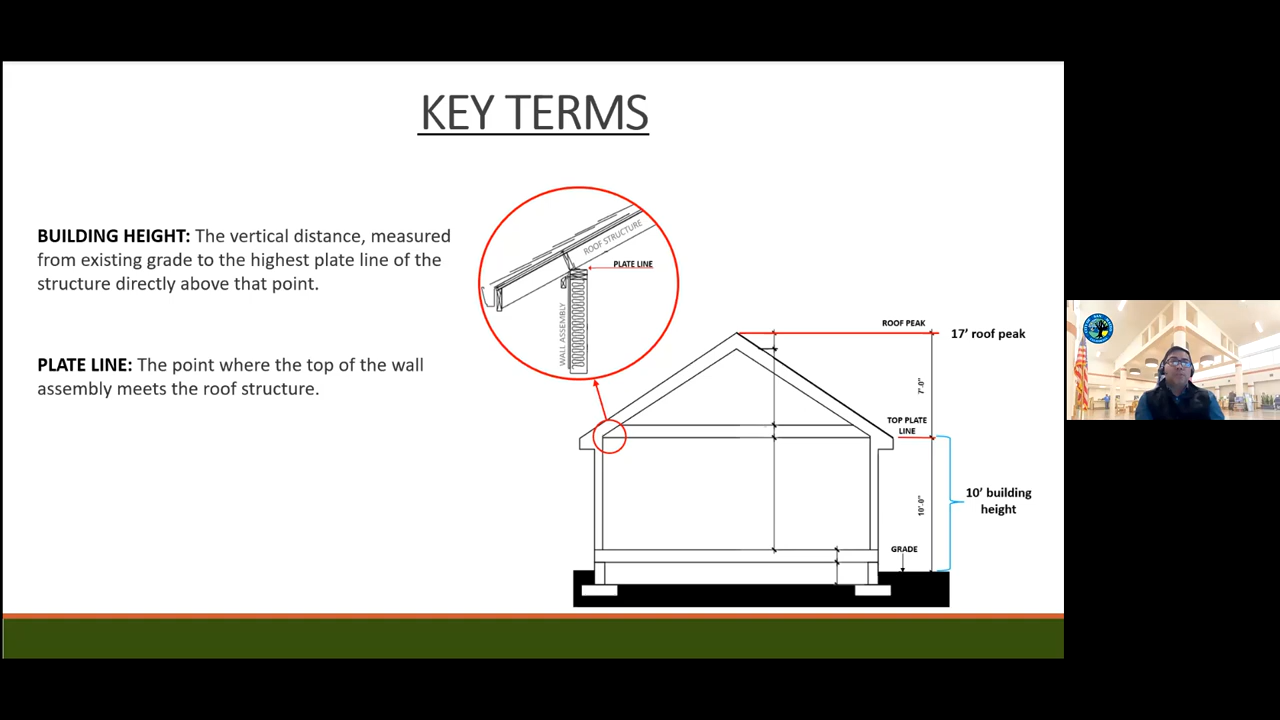 KEY TERMS
BUILDING HEIGHT: The vertical distance, measured
from existing grade to the highest plate line of the
structure directly above that point.
PLATE LINE: The point where the top of the wall
assembly meets the roof structure.
ROOF STRUCTURE
PLATE LINE
WALL ASSEMBLY
ROOF PEAK
17’ roof peak
7'-0"
TOP PLATE
LINE
10’ building
height
10'-0"
GRADE